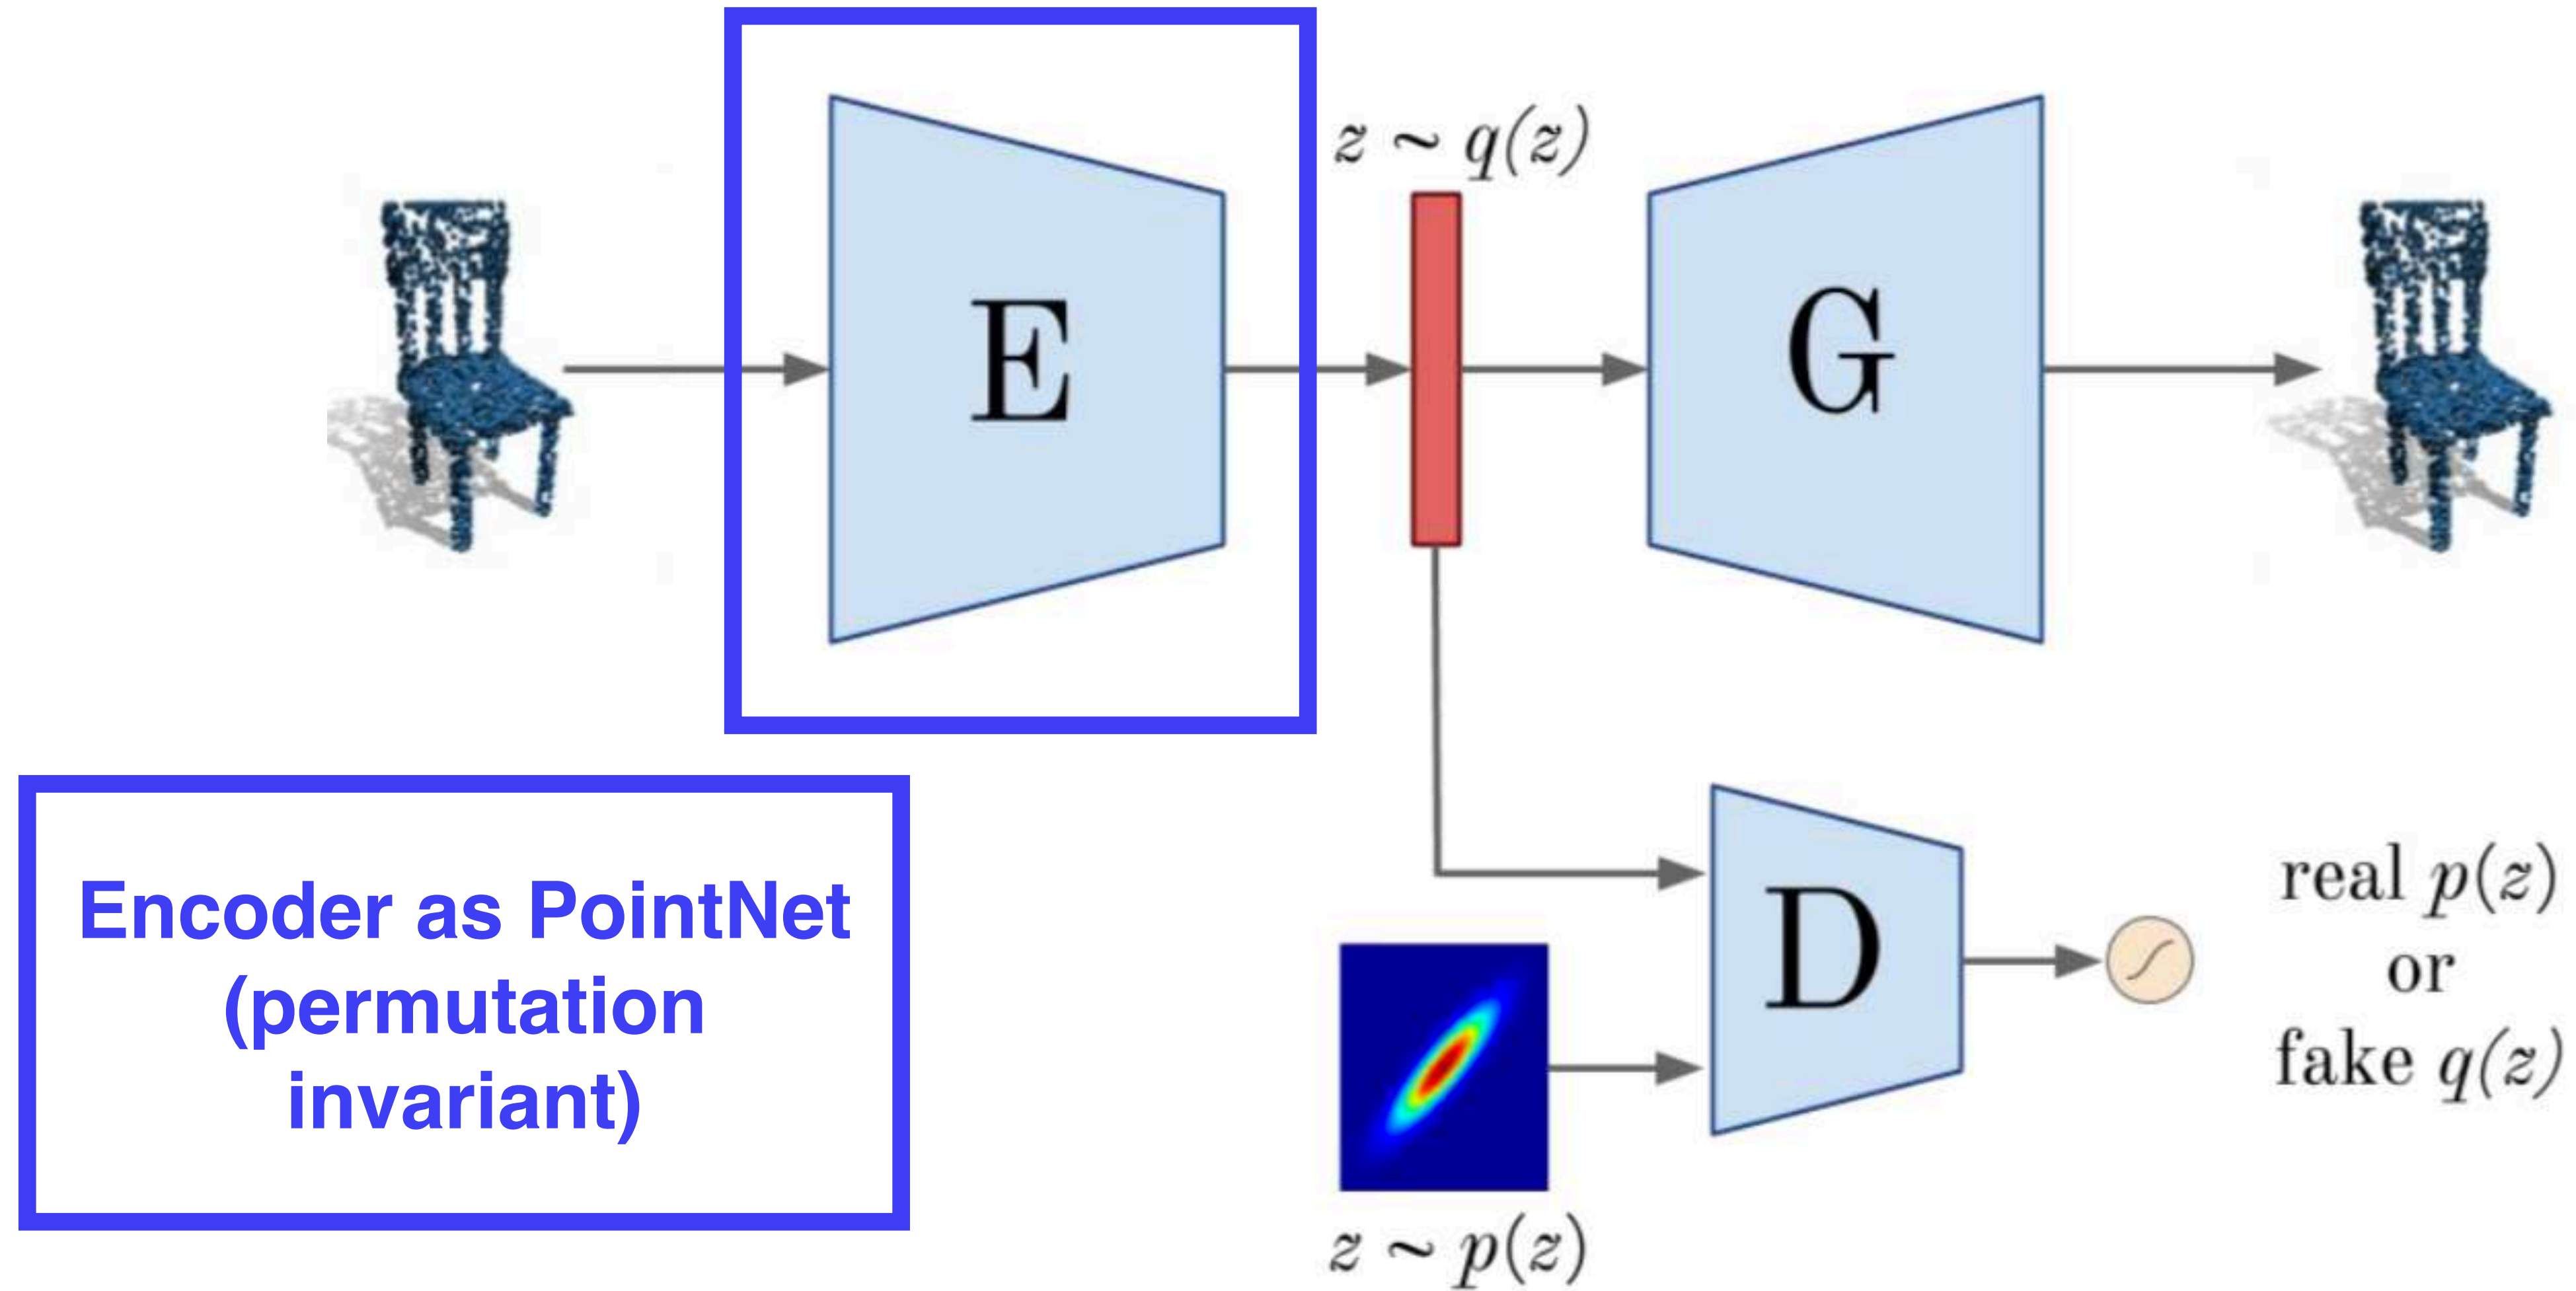 z ~ q(z)
E
G
Encoder as PointNet
(permutation
invariant)
D
real p(z)
or
fake q(z)
z ~ p(z)